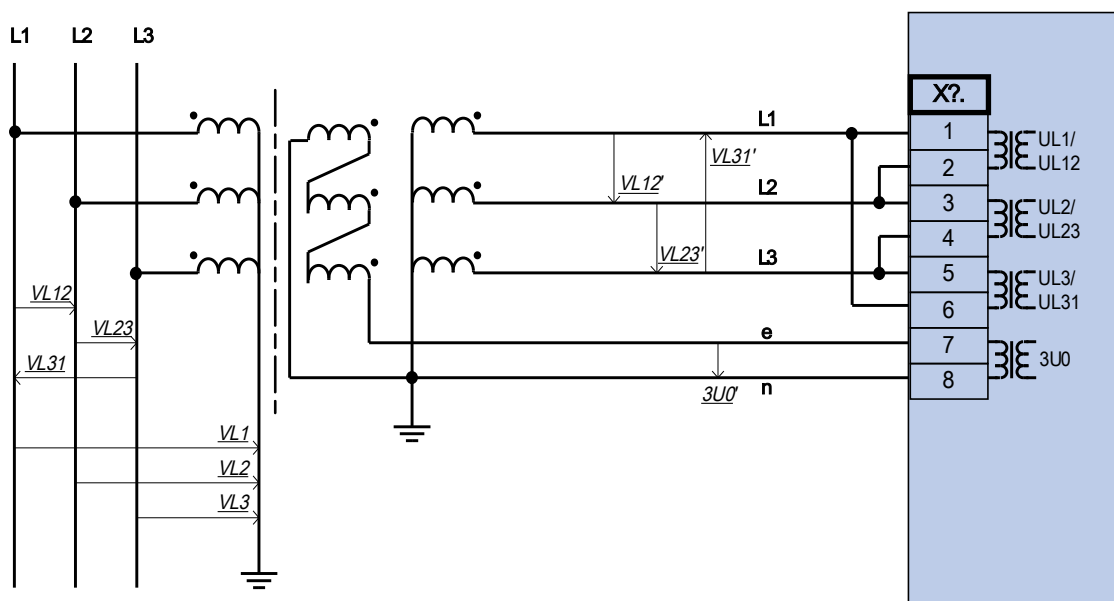 L1 L2 L3
X?.
L1
1
UL1/
UL12
VL31'
2
VL12'
L2
3
UL2/
UL23
4
VL23'
L3
5
UL3/
UL31
VL12
6
VL23
e
7
3U0
VL31
8
3U0'
n
VL1
VL2
VL3